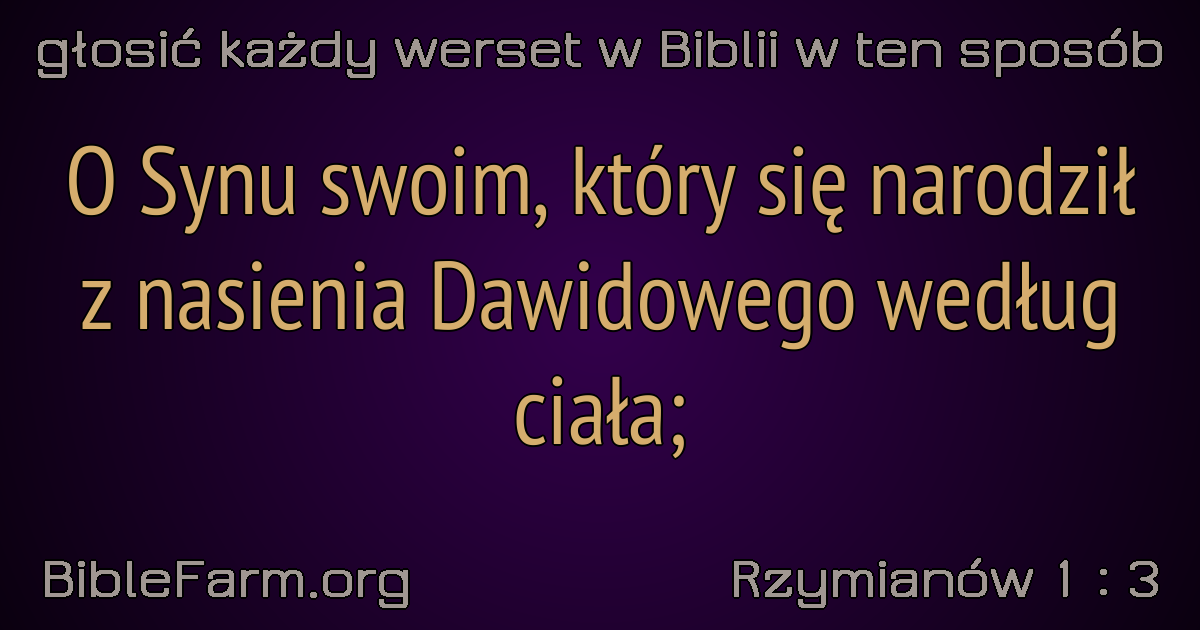 głosić każdy werset w Biblii w ten sposób
O Synu swoim, który się narodził
z nasienia Dawidowego według
ciała;
BibleFarm.org
Rzymianów 1 : 3